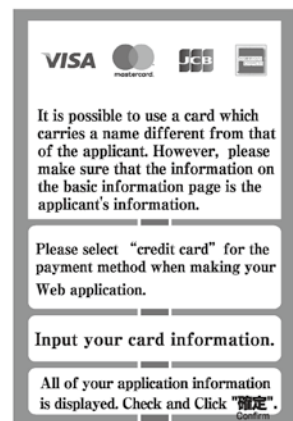 VISA mastercard. JCB AMERICAN EXPRESS
It is possible to use a card which
carries a name different from that
of the applicant. However, please
make sure that the information on
the basic information page is the
applicant's information.
Please select “credit card” for the
payment method when making your
Web application.
Input your card information.
All of your application information
is displayed. Check and Click "確定".
Confirm